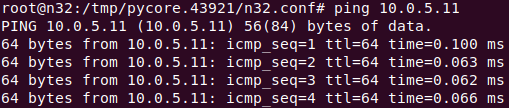 root@n32:/tmp/pycore.43921/n32.conf# ping 10.0.5.11
PING 10.0.5.11 (10.0.5.11) 56(84) bytes of data.
64 bytes from 10.0.5.11: icmp_seq=1 ttl=64 time=0.100 ms
64 bytes from 10.0.5.11: icmp_seq=2 ttl=64 time=0.063 ms
64 bytes from 10.0.5.11: icmp_seq=3 ttl=64 time=0.062 ms
64 bytes from 10.0.5.11: icmp_seq=4 ttl=64 time=0.066 ms